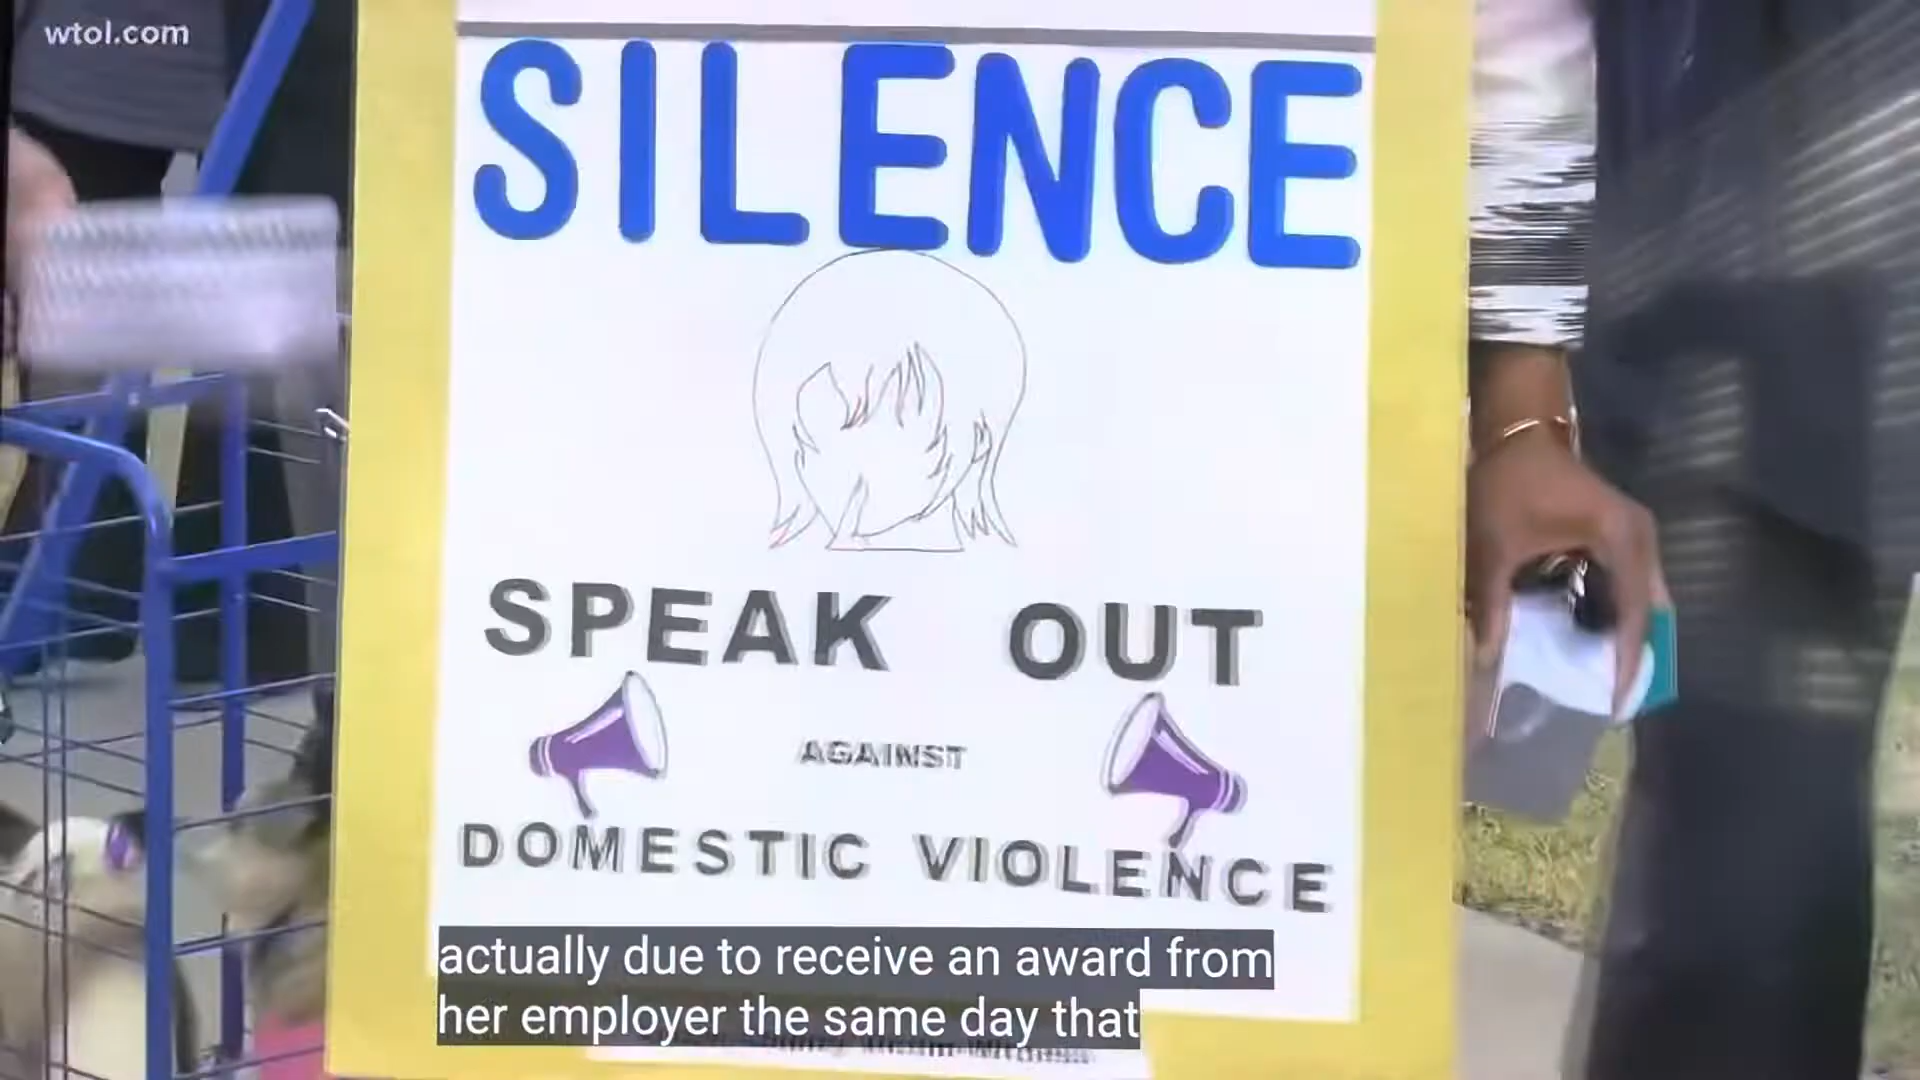 wtol.com
SILENCE
SPEAK OUT
AGAINST
DOMESTIC VIOLENCE
actually due to receive an award from
her employer the same day that